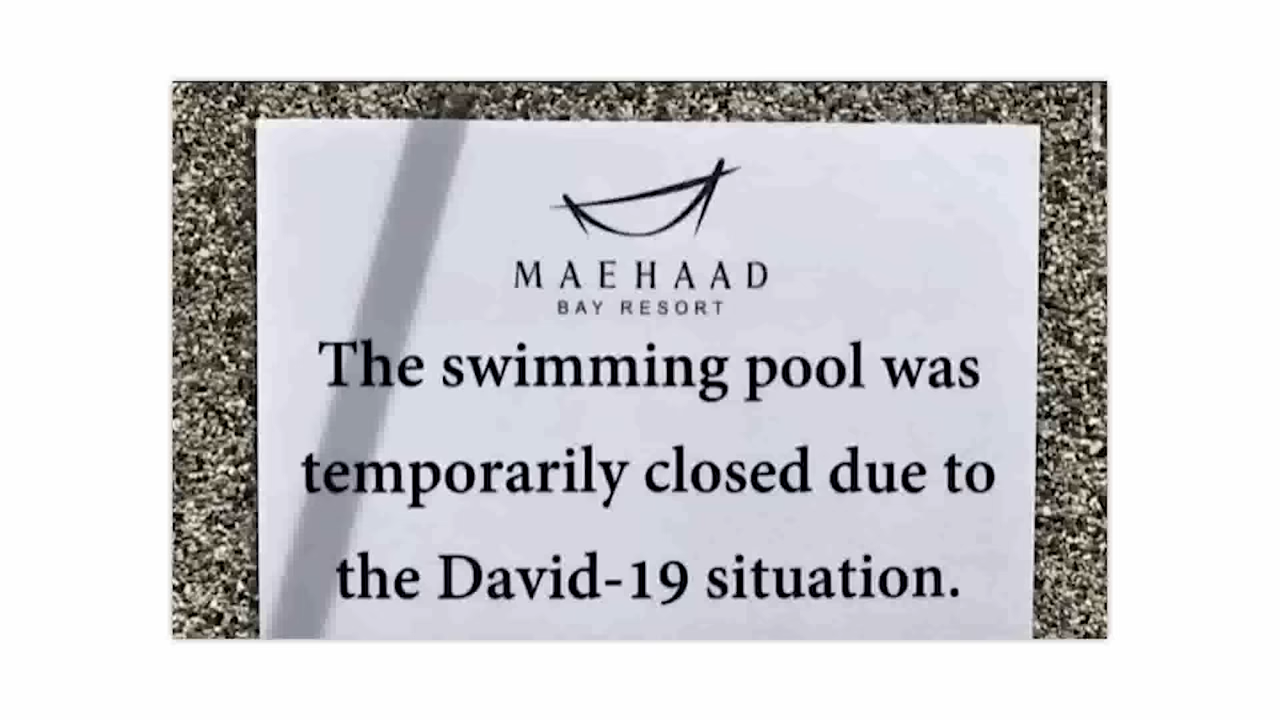 MAEHAAD
BAY RESORT
The swimming pool was
temporarily closed due to
the David-19 situation.